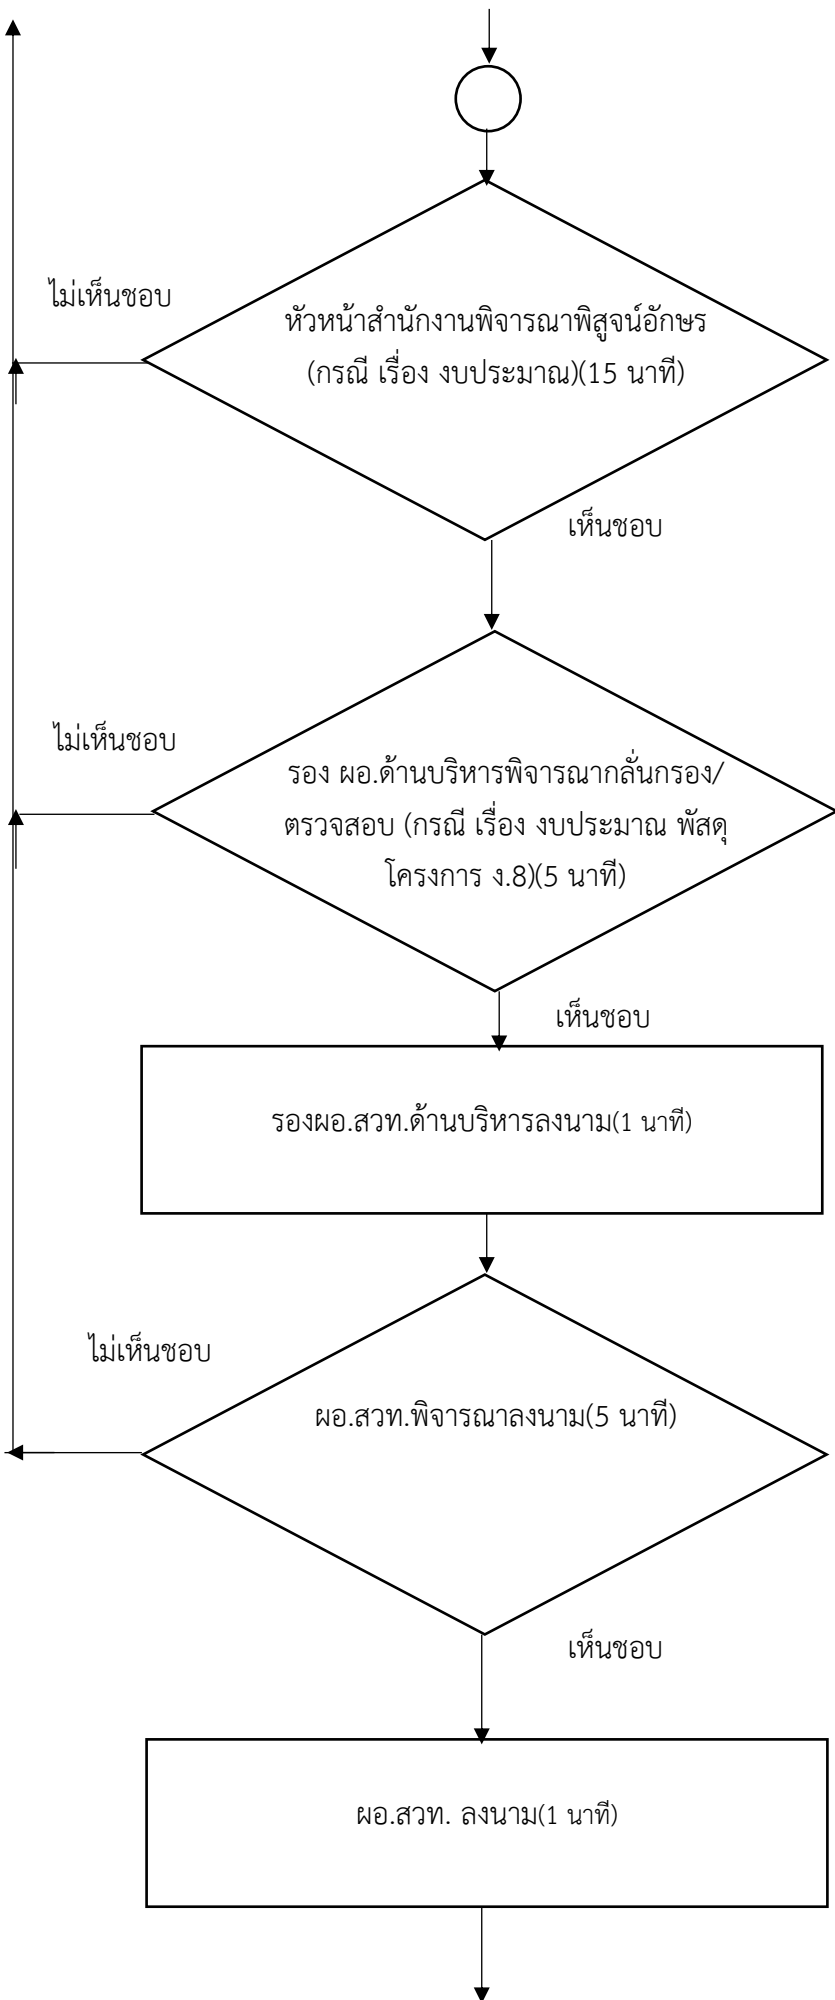 ไม่เห็นชอบ
หัวหน้าสำนักงานพิจารณาพิสูจน์อักษร
(กรณี เรื่อง งบประมาณ)(15 นาที)
เห็นชอบ
ไม่เห็นชอบ
รอง ผอ.ด้านบริหารพิจารณากลั่นกรอง/
ตรวจสอบ (กรณี เรื่อง งบประมาณ พัสดุ
โครงการ ง.8)(5 นาที)
เห็นชอบ
รองผอ.สวท.ด้านบริหารลงนาม(1 นาที)
ไม่เห็นชอบ
ผอ.สวท.พิจารณาลงนาม(5 นาที)
เห็นชอบ
ผอ.สวท. ลงนาม(1 นาที)